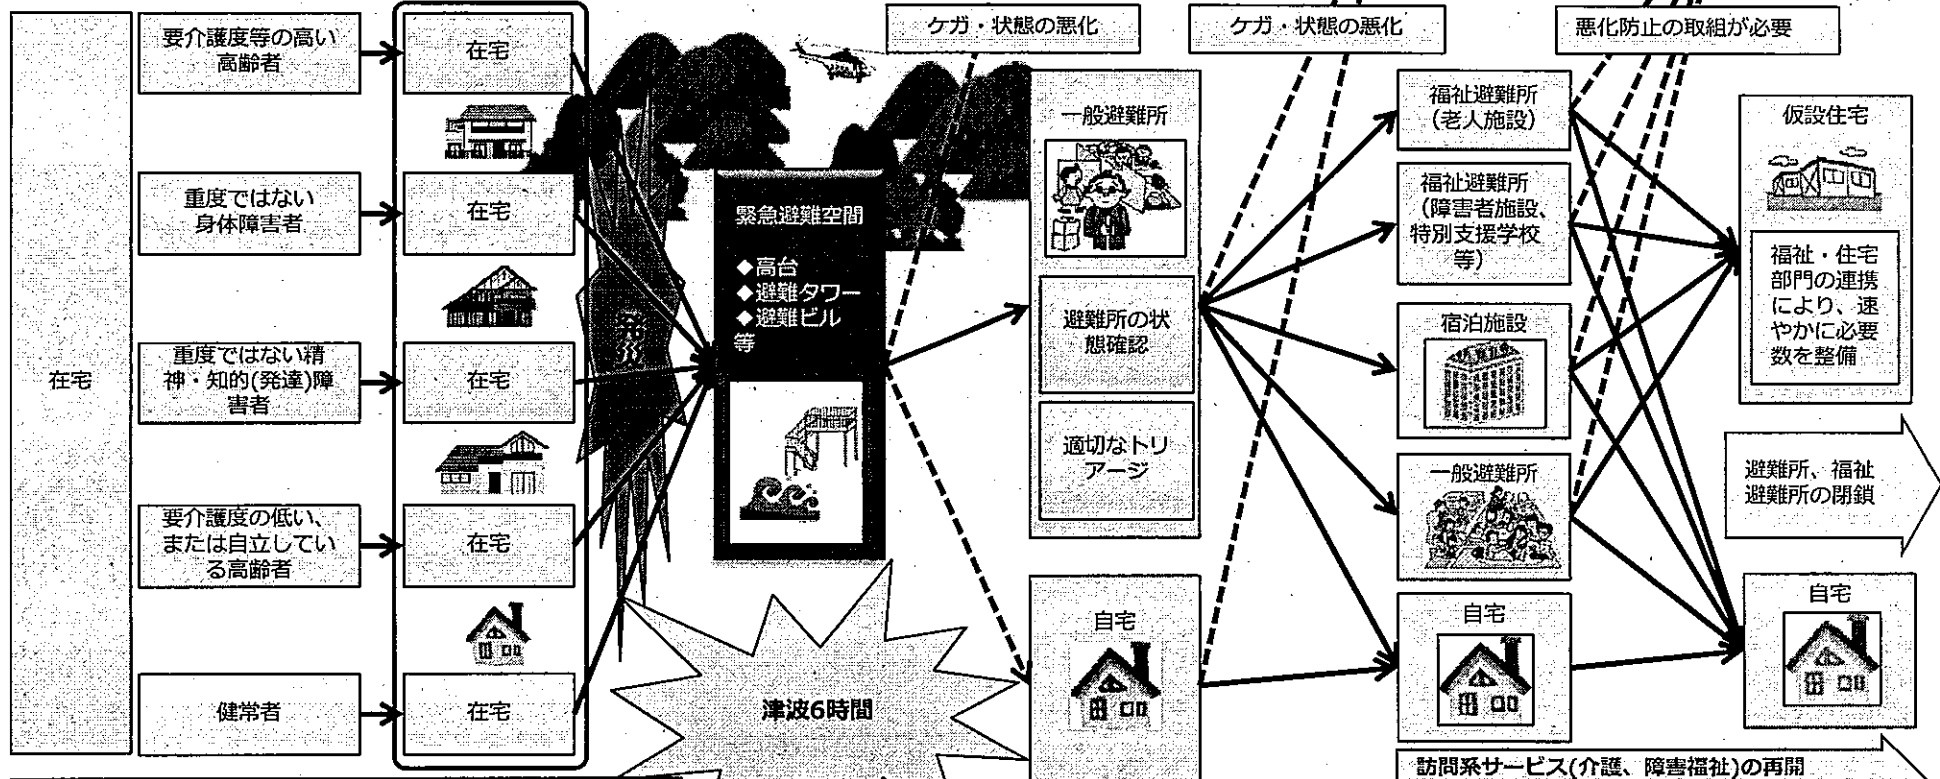 在宅
要介護度等の高い
高齢者
重度ではない
身体障害者
重度ではない精
神・知的(発達)障
害者
要介護度の低い、
または自立してい
る高齢者
健常者
在宅
在宅
在宅
在宅
在宅
発災
緊急避難空間
◆高台
◆避難タワー
◆避難ビル
等
津波6時間
ケガ・状態の悪化
一般避難所
避難所の状
態確認
適切なトリ
アージ
自宅
ケガ・状態の悪化
悪化防止の取組が必要
福祉避難所
(老人施設)
福祉避難所
(障害者施設、
特別支援学校
等)
宿泊施設
一般避難所
自宅
仮設住宅
福祉・住宅
部門の連携
により、速
やかに必要
数を整備
避難所、福祉
避難所の閉鎖
自宅
訪問系サービス(介護、障害福祉)の再開